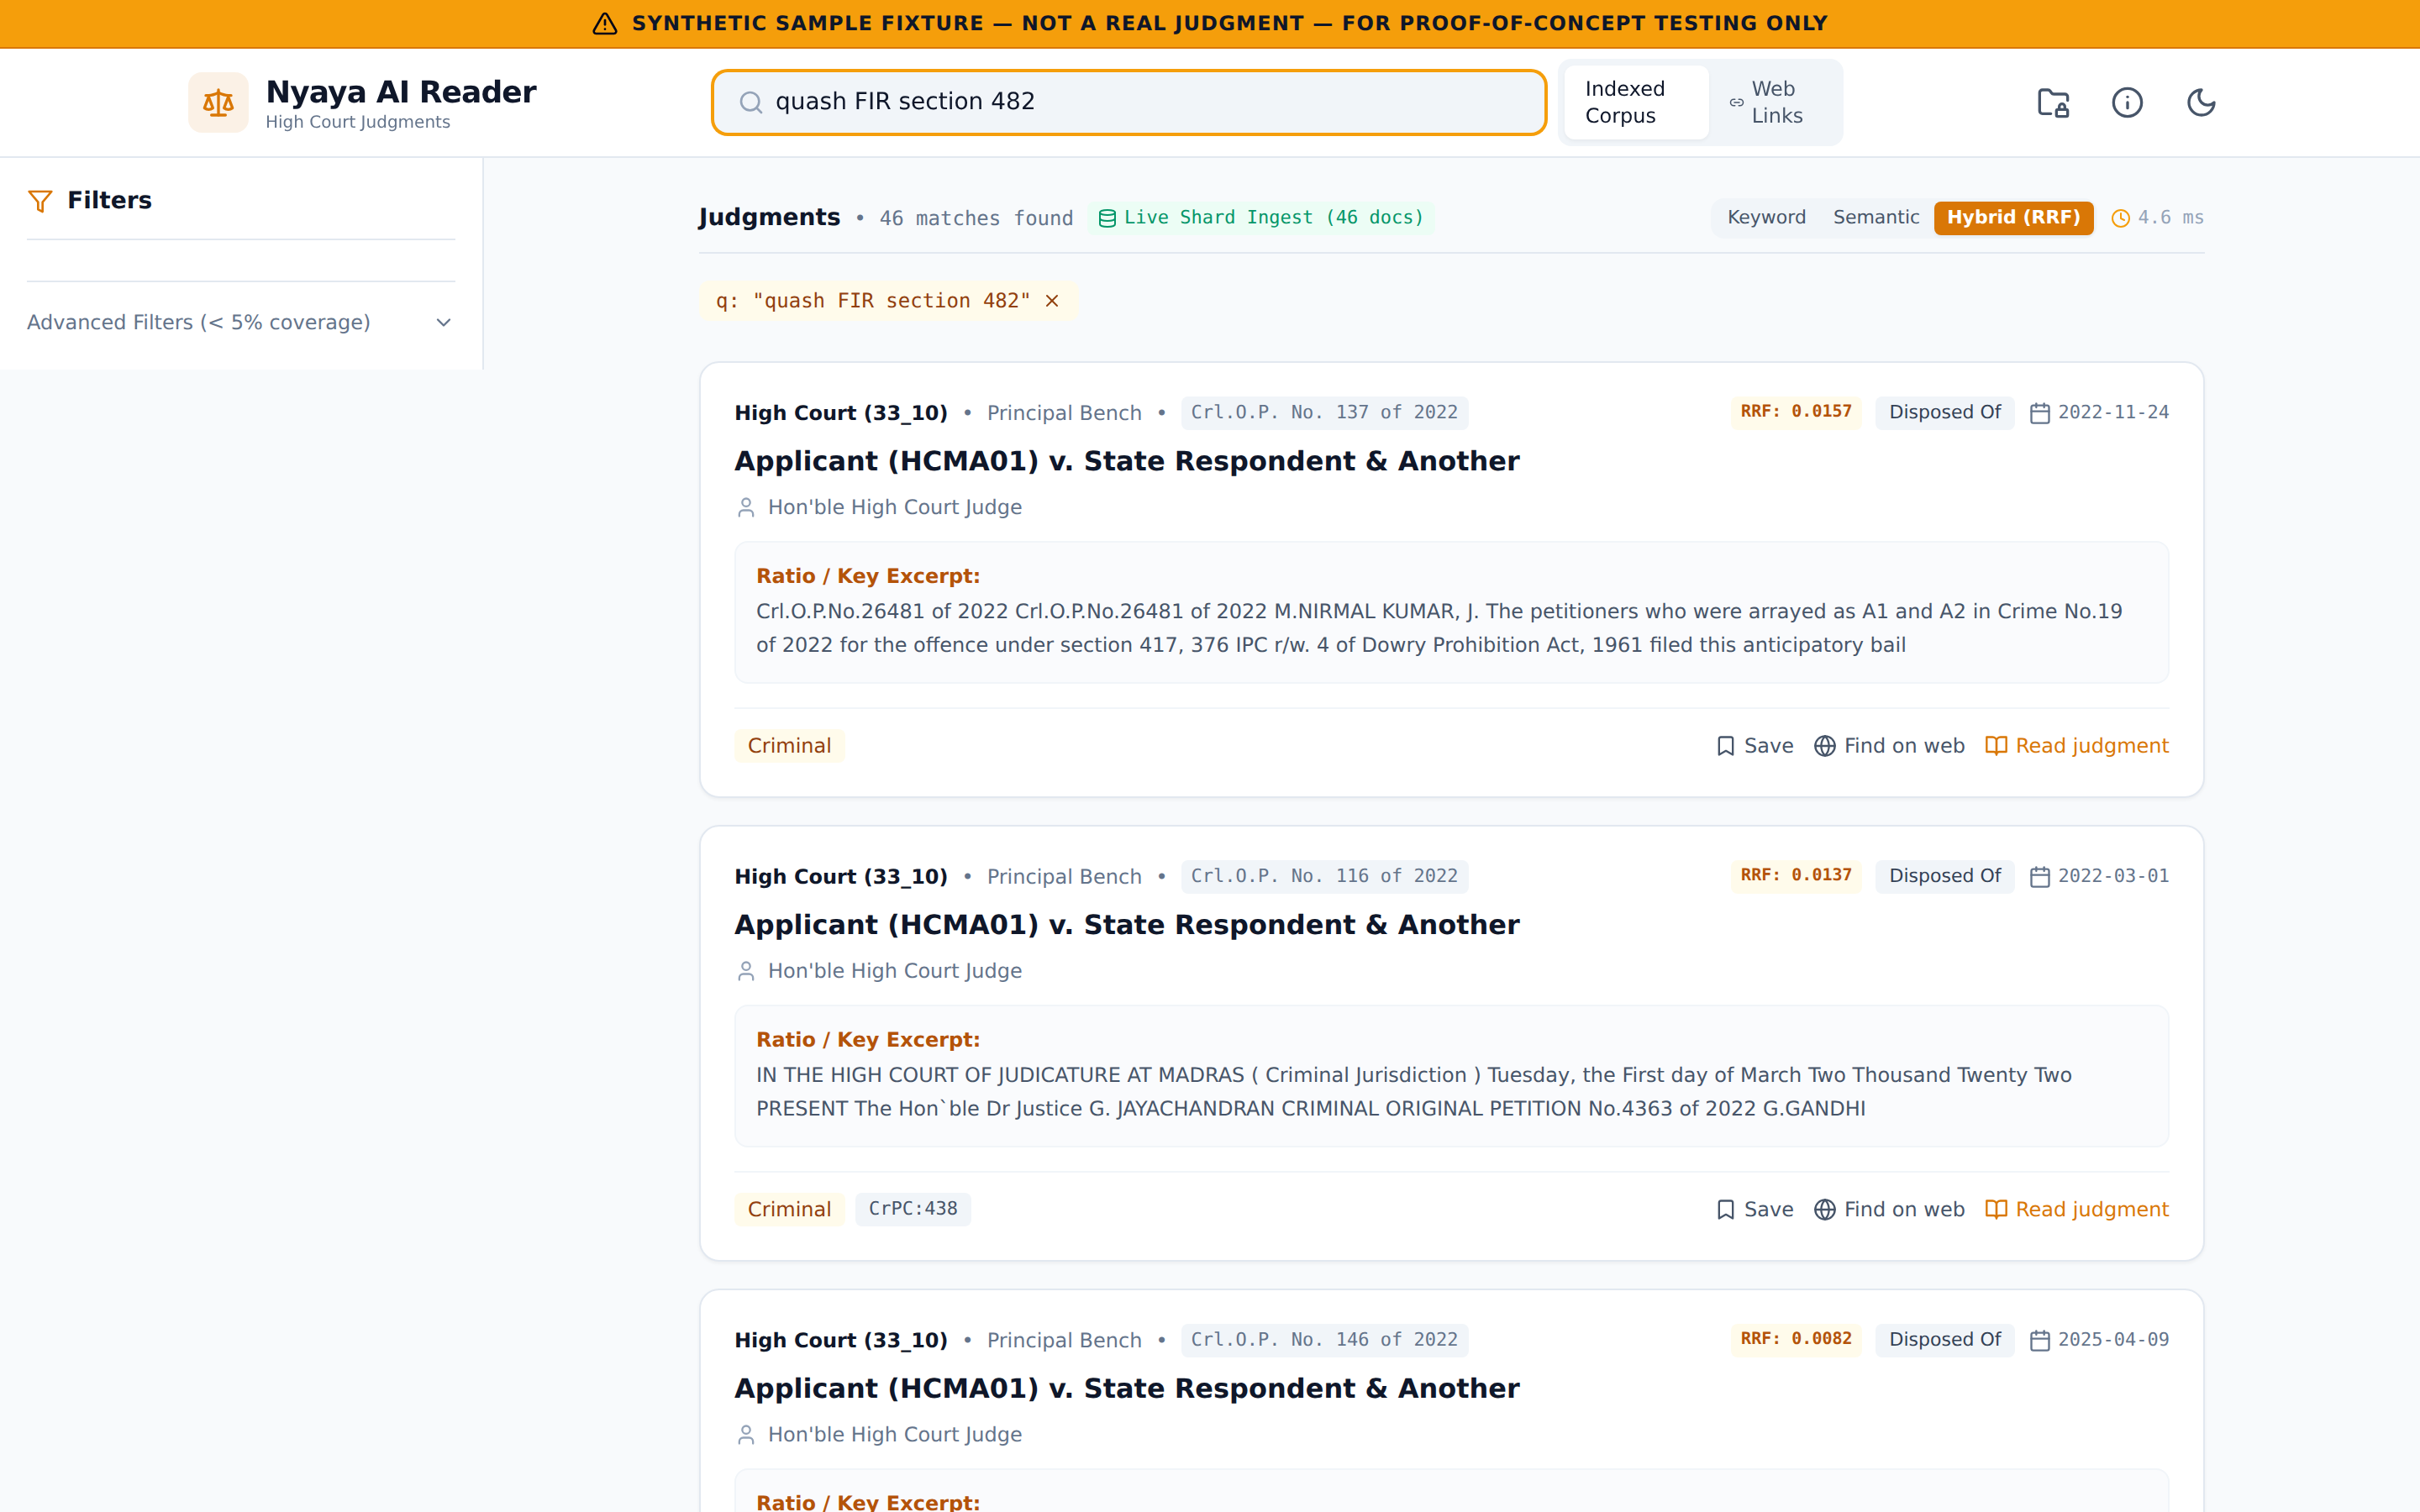 SYNTHETIC SAMPLE FIXTURE — NOT A REAL JUDGMENT — FOR PROOF-OF-CONCEPT TESTING ONLY
Nyaya AI Reader
High Court Judgments
quash FIR section 482
Indexed
Corpus
Web
Links
Filters
Advanced Filters (< 5% coverage)
Judgments • 46 matches found Live Shard Ingest (46 docs)
Keyword Semantic Hybrid (RRF) 4.6 ms
q: "quash FIR section 482"
High Court (33_10) • Principal Bench • Crl.O.P. No. 137 of 2022 RRF: 0.0157 Disposed Of 2022-11-24
Applicant (HCMA01) v. State Respondent & Another
Hon'ble High Court Judge
Ratio / Key Excerpt:
Crl.O.P.No.26481 of 2022 Crl.O.P.No.26481 of 2022 M.NIRMAL KUMAR, J. The petitioners who were arrayed as A1 and A2 in Crime No.19
of 2022 for the offence under section 417, 376 IPC r/w. 4 of Dowry Prohibition Act, 1961 filed this anticipatory bail
Criminal Save Find on web Read judgment
High Court (33_10) • Principal Bench • Crl.O.P. No. 116 of 2022 RRF: 0.0137 Disposed Of 2022-03-01
Applicant (HCMA01) v. State Respondent & Another
Hon'ble High Court Judge
Ratio / Key Excerpt:
IN THE HIGH COURT OF JUDICATURE AT MADRAS ( Criminal Jurisdiction ) Tuesday, the First day of March Two Thousand Twenty Two
PRESENT The Hon`ble Dr Justice G. JAYACHANDRAN CRIMINAL ORIGINAL PETITION No.4363 of 2022 G.GANDHI
Criminal CrPC:438 Save Find on web Read judgment
High Court (33_10) • Principal Bench • Crl.O.P. No. 146 of 2022 RRF: 0.0082 Disposed Of 2025-04-09
Applicant (HCMA01) v. State Respondent & Another
Hon'ble High Court Judge
Ratio / Key Excerpt: